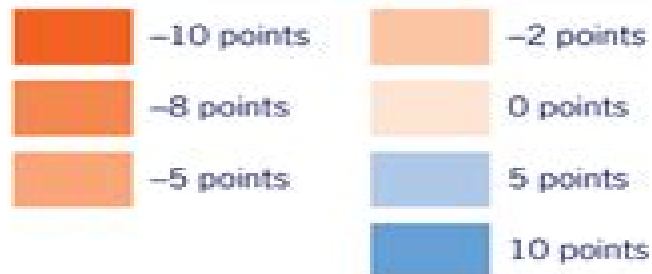 –10 points
–8 points
–5 points
–2 points
0 points
5 points
10 points